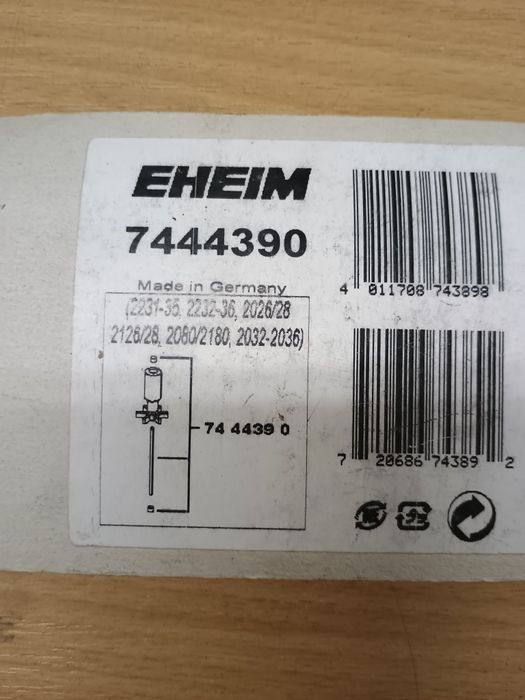 EHEIM
7444390
Made in Germany
(2231-35, 2232-36, 2026/28
2126/28, 2080/2180, 2032-2036)
74 4439 0
4 011708 743898
7 20686 74389 2